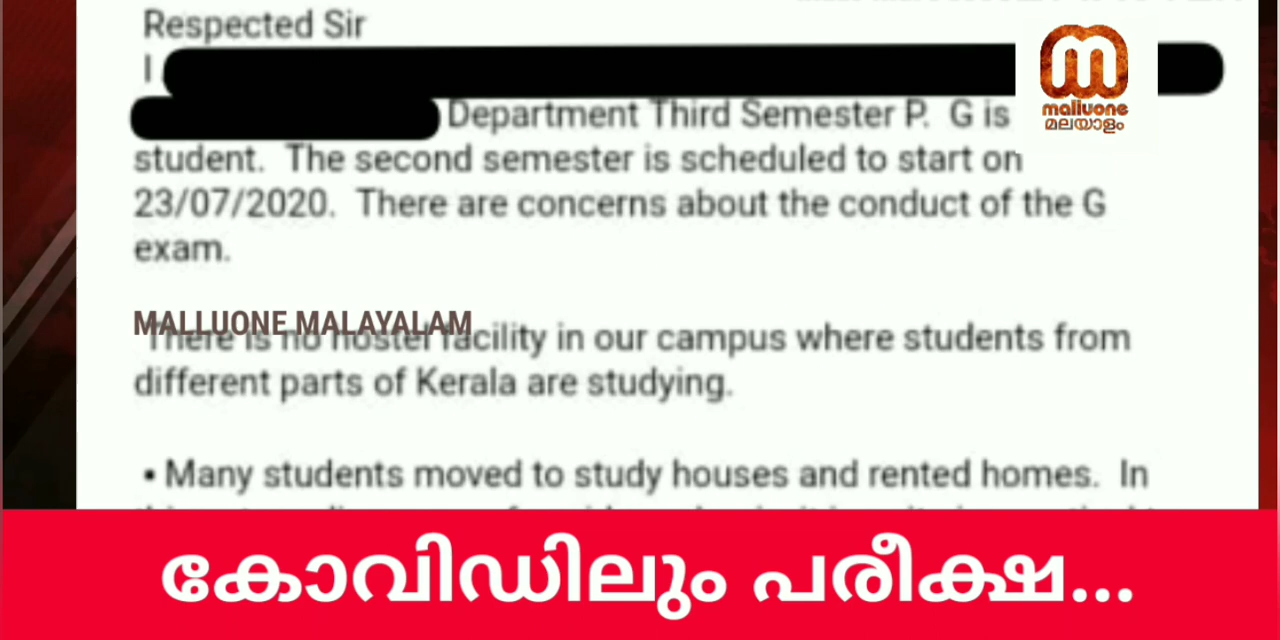 Respected Sir
I
Department Third Semester P. G is
student. The second semester is scheduled to start on
23/07/2020. There are concerns about the conduct of the G
exam.
malluone
മലയാളം
MALLUONE MALAYALAM
There is no hostel facility in our campus where students from
different parts of Kerala are studying.
▪ Many students moved to study houses and rented homes. In
കോവിഡിലും പരീക്ഷ...